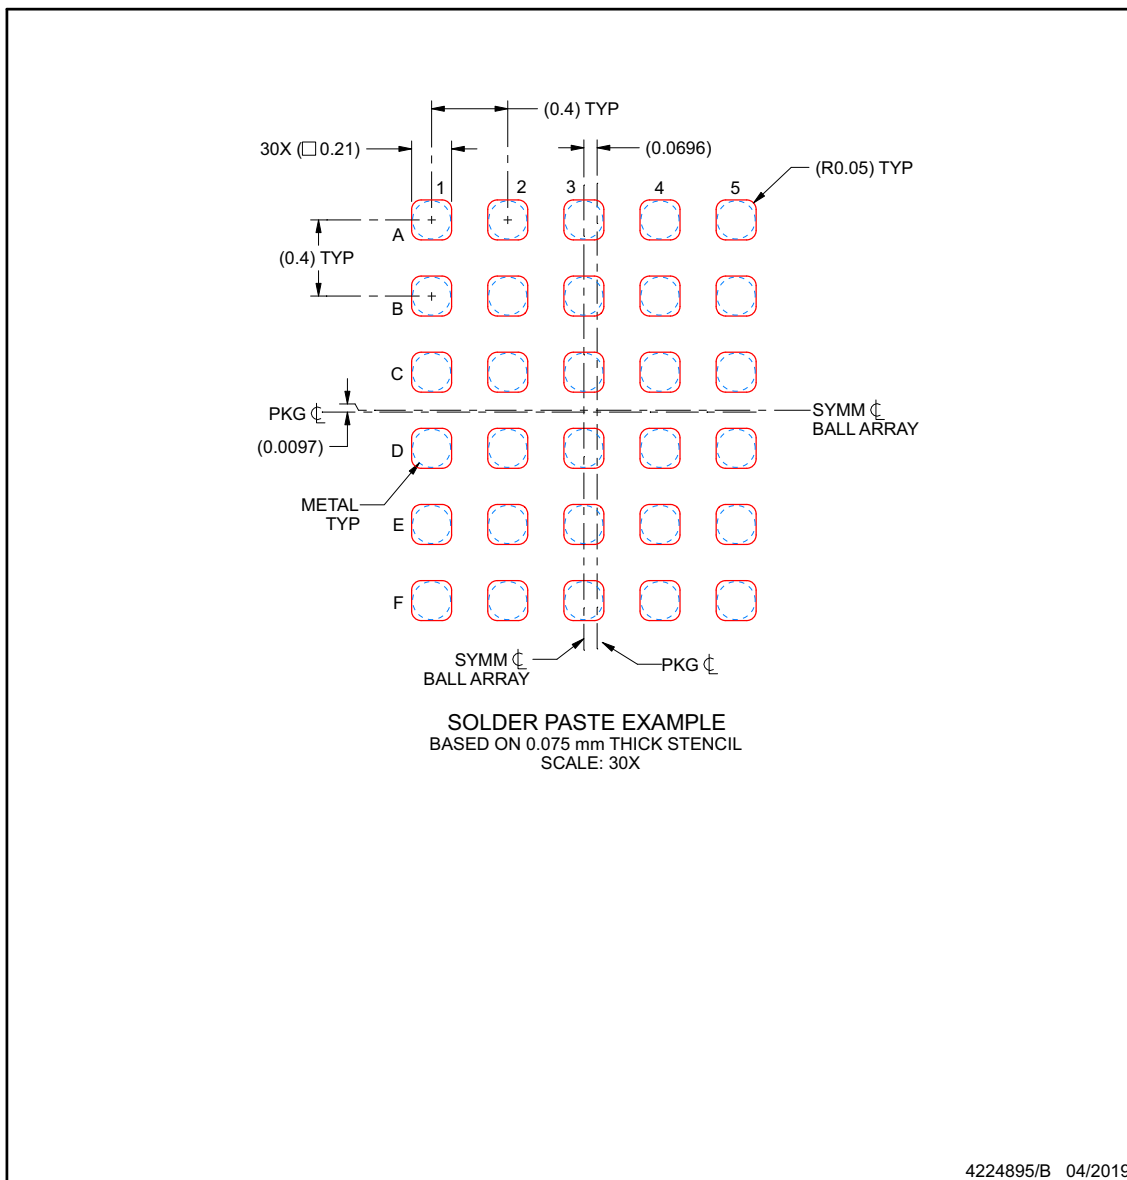 (0.4) TYP
30X (□ 0.21)
(0.0696)
(R0.05) TYP
1 2 3 4 5
A
(0.4) TYP
B
C
PKG ℄
SYMM ℄
BALL ARRAY
(0.0097)
D
METAL
TYP
E
F
SYMM ℄
BALL ARRAY
PKG ℄
SOLDER PASTE EXAMPLE
BASED ON 0.075 mm THICK STENCIL
SCALE: 30X
4224895/B 04/2019